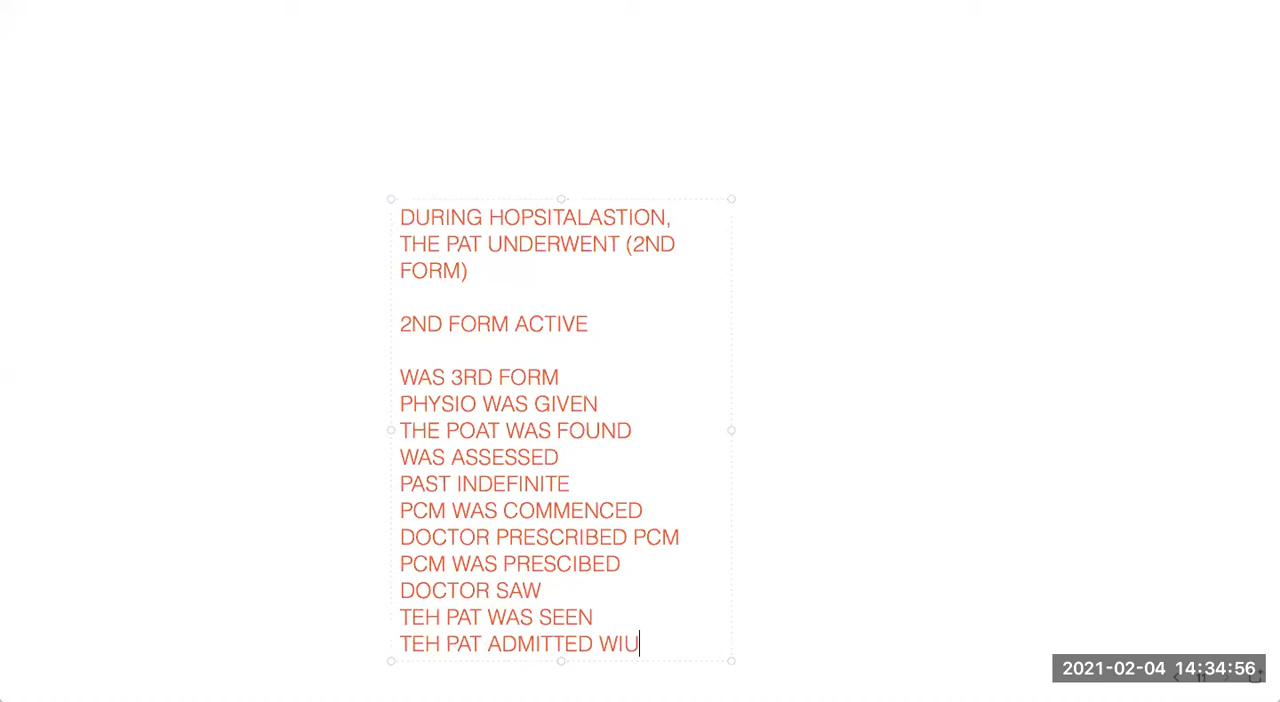 DURING HOPSITALASTION,
THE PAT UNDERWENT (2ND
FORM)
2ND FORM ACTIVE
WAS 3RD FORM
PHYSIO WAS GIVEN
THE POAT WAS FOUND
WAS ASSESSED
PAST INDEFINITE
PCM WAS COMMENCED
DOCTOR PRESCRIBED PCM
PCM WAS PRESCIBED
DOCTOR SAW
TEH PAT WAS SEEN
TEH PAT ADMITTED WIU
2021-02-04 14:34:56